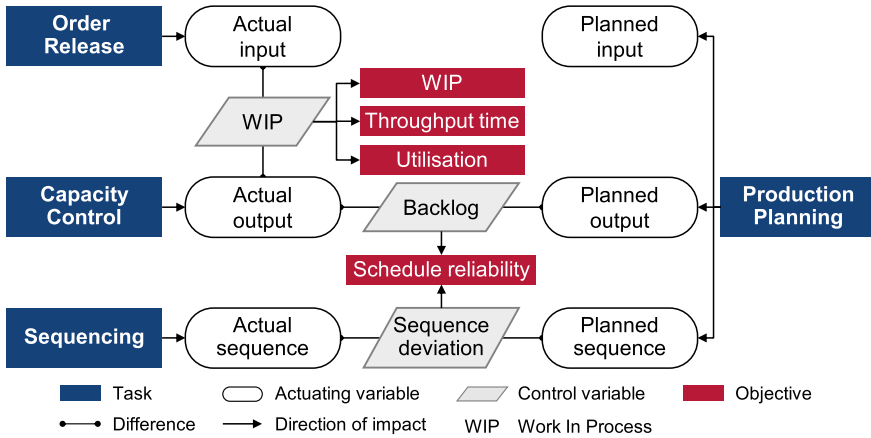 Order
Release
Actual
input
Planned
input
WIP
WIP
Throughput time
Utilisation
Capacity
Control
Actual
output
Backlog
Planned
output
Production
Planning
Schedule reliability
Sequencing
Actual
sequence
Sequence
deviation
Planned
sequence
Task
Actuating variable
Control variable
Objective
Difference
Direction of impact
WIP Work In Process